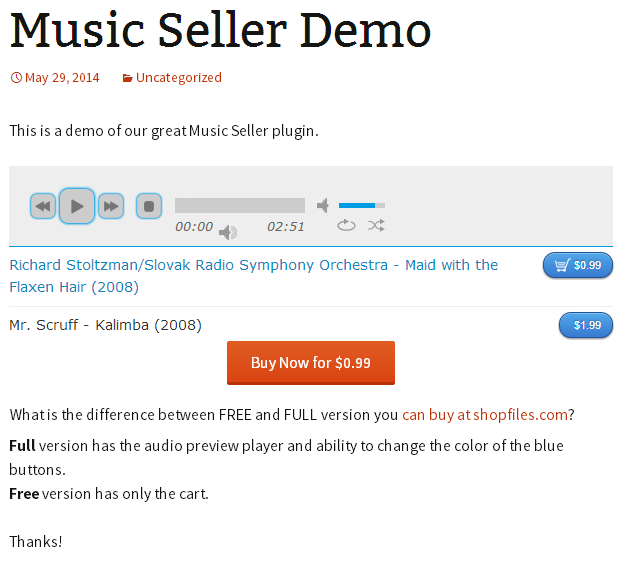 Music Seller Demo
May 29, 2014 Uncategorized
This is a demo of our great Music Seller plugin.
00:00 02:51
Richard Stoltzman/Slovak Radio Symphony Orchestra - Maid with the $0.99
Flaxen Hair (2008)
Mr. Scruff - Kalimba (2008) $1.99
Buy Now for $0.99
What is the difference between FREE and FULL version you can buy at shopfiles.com?
Full version has the audio preview player and ability to change the color of the blue
buttons.
Free version has only the cart.
Thanks!